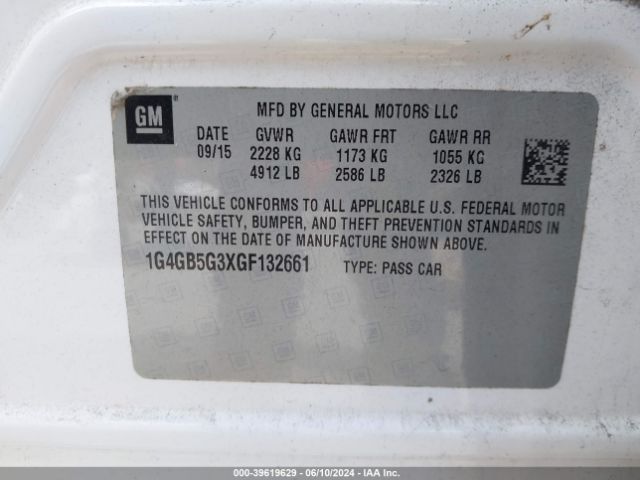 GM
MFD BY GENERAL MOTORS LLC
DATE GVWR GAWR FRT GAWR RR
09/15 2228 KG 1173 KG 1055 KG
4912 LB 2586 LB 2326 LB
THIS VEHICLE CONFORMS TO ALL APPLICABLE U.S. FEDERAL MOTOR
VEHICLE SAFETY, BUMPER, AND THEFT PREVENTION STANDARDS
IN EFFECT ON THE DATE OF MANUFACTURE SHOWN ABOVE.
1G4GB5G3XGF132661 TYPE: PASS CAR
000-39619629 - 06/10/2024 - IAA Inc.